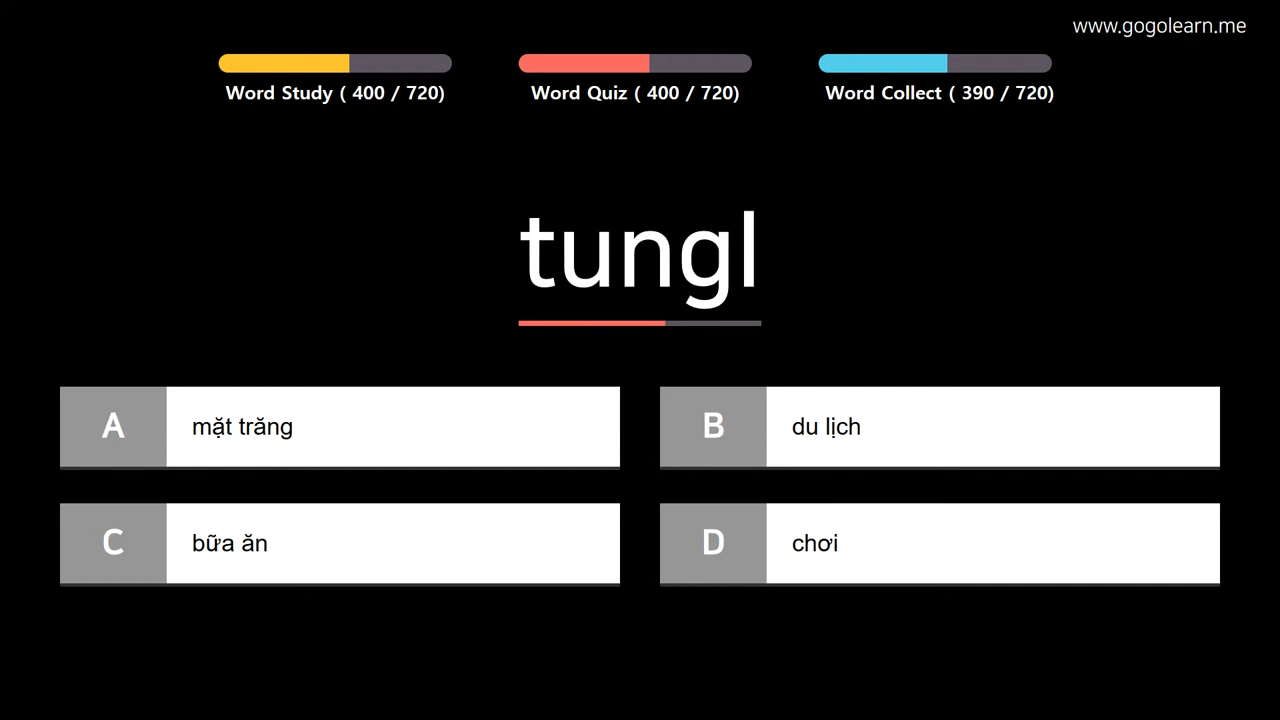 www.gogolearn.me
Word Study ( 400 / 720)
Word Quiz ( 400 / 720)
Word Collect ( 390 / 720)
tungl
A mặt trăng
B du lịch
C bữa ăn
D chơi